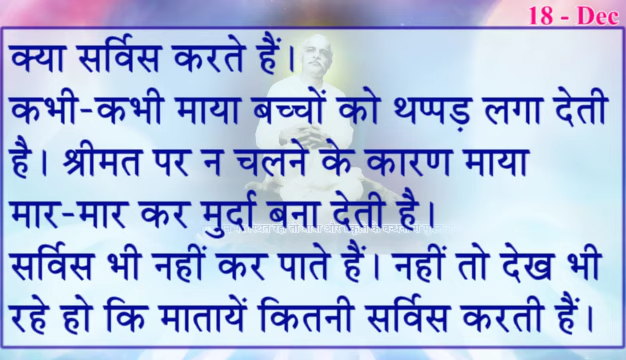 18 - Dec
क्या सर्विस करते हैं।
कभी-कभी माया बच्चों को थप्पड़ लगा देती
है। श्रीमत पर न चलने के कारण माया
मार-मार कर मुर्दा बना देती है।
सर्विस भी नहीं कर पाते हैं। नहीं तो देख भी
रहे हो कि मातायें कितनी सर्विस करती हैं।